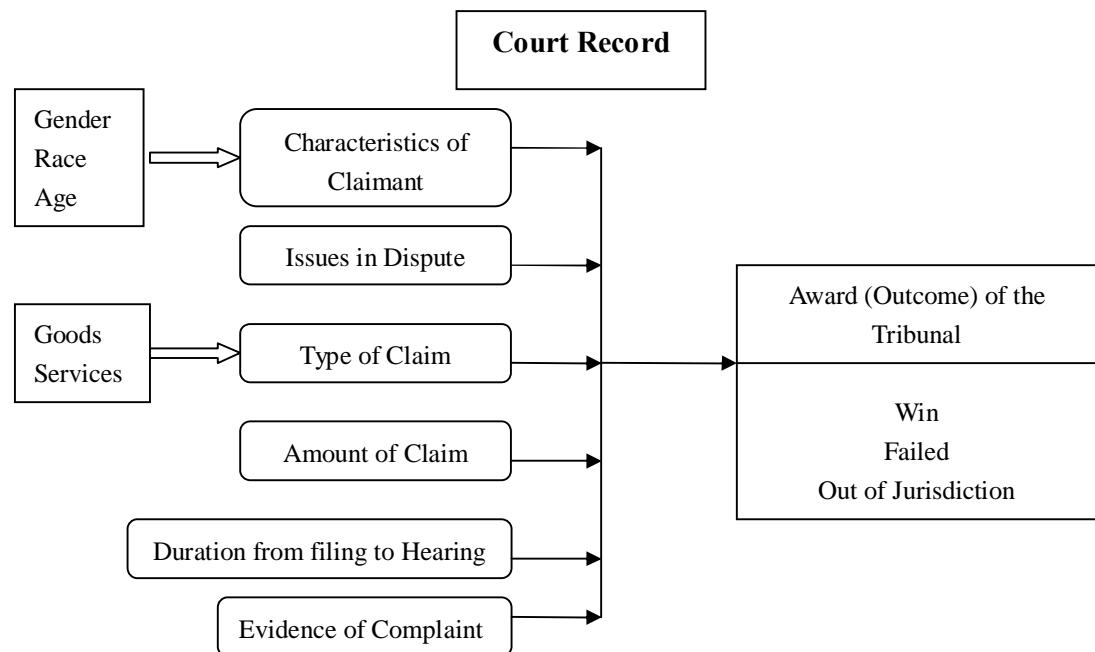 Court Record
Gender
Race
Age
Characteristics of
Claimant
Issues in Dispute
Goods
Services
Type of Claim
Amount of Claim
Duration from filing to Hearing
Evidence of Complaint
Award (Outcome) of the
Tribunal
Win
Failed
Out of Jurisdiction